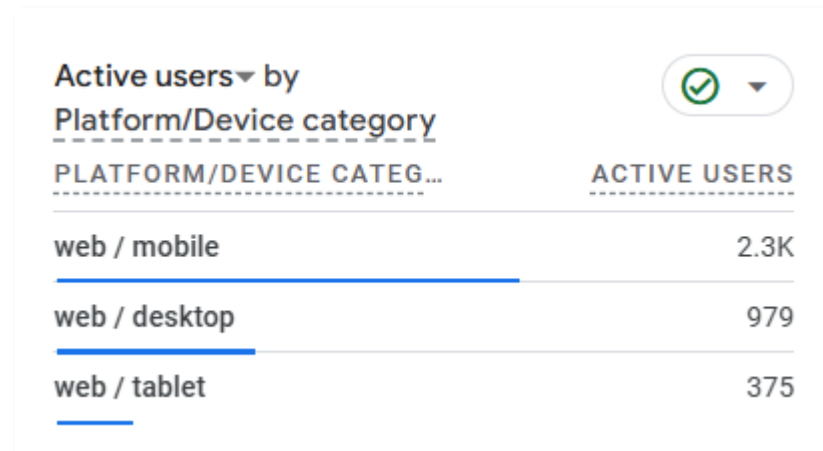 Active users by
Platform/Device category
PLATFORM/DEVICE CATEG... ACTIVE USERS
web / mobile 2.3K
web / desktop 979
web / tablet 375